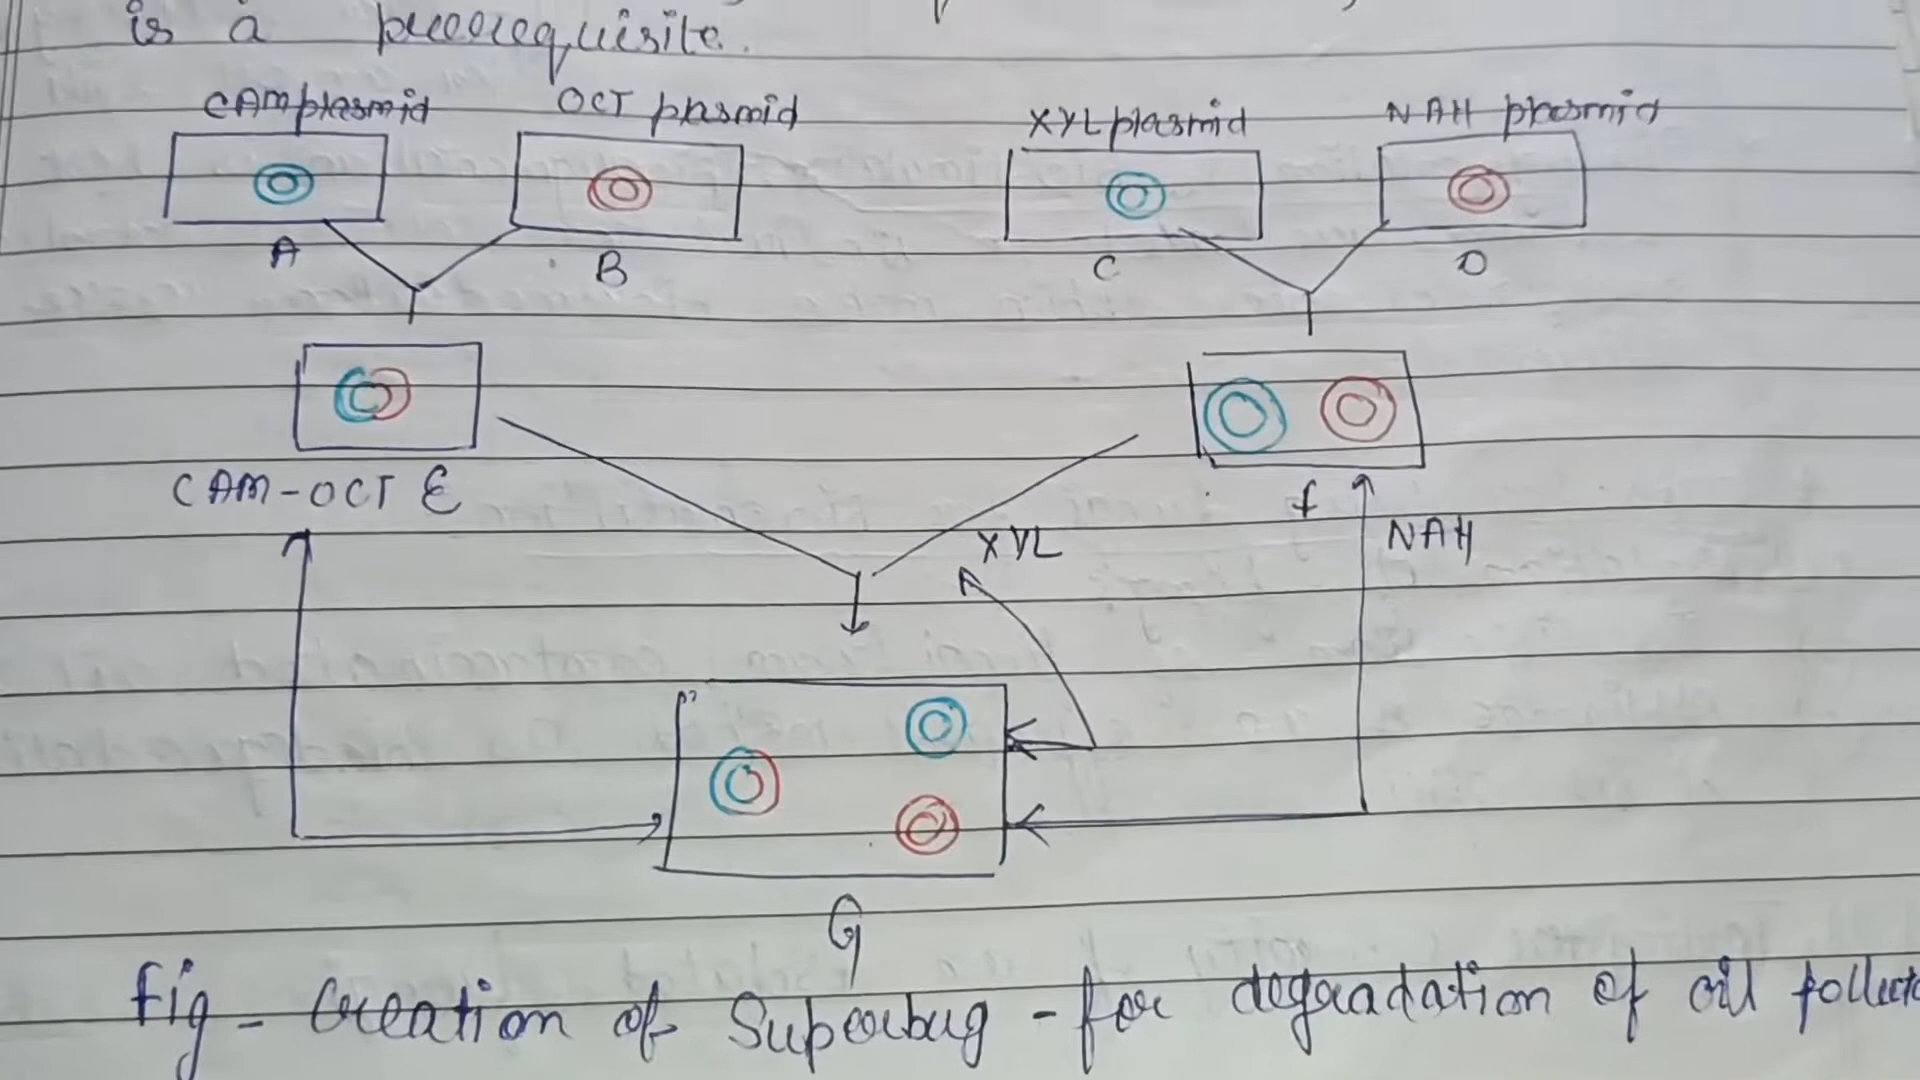 is a prerequisite.
CAM plasmid OCT plasmid XYL plasmid NAH plasmid
A B C D
CAM-OCT E f
XYL NAH
G
fig - Creation of Superbug - for degradation of oil